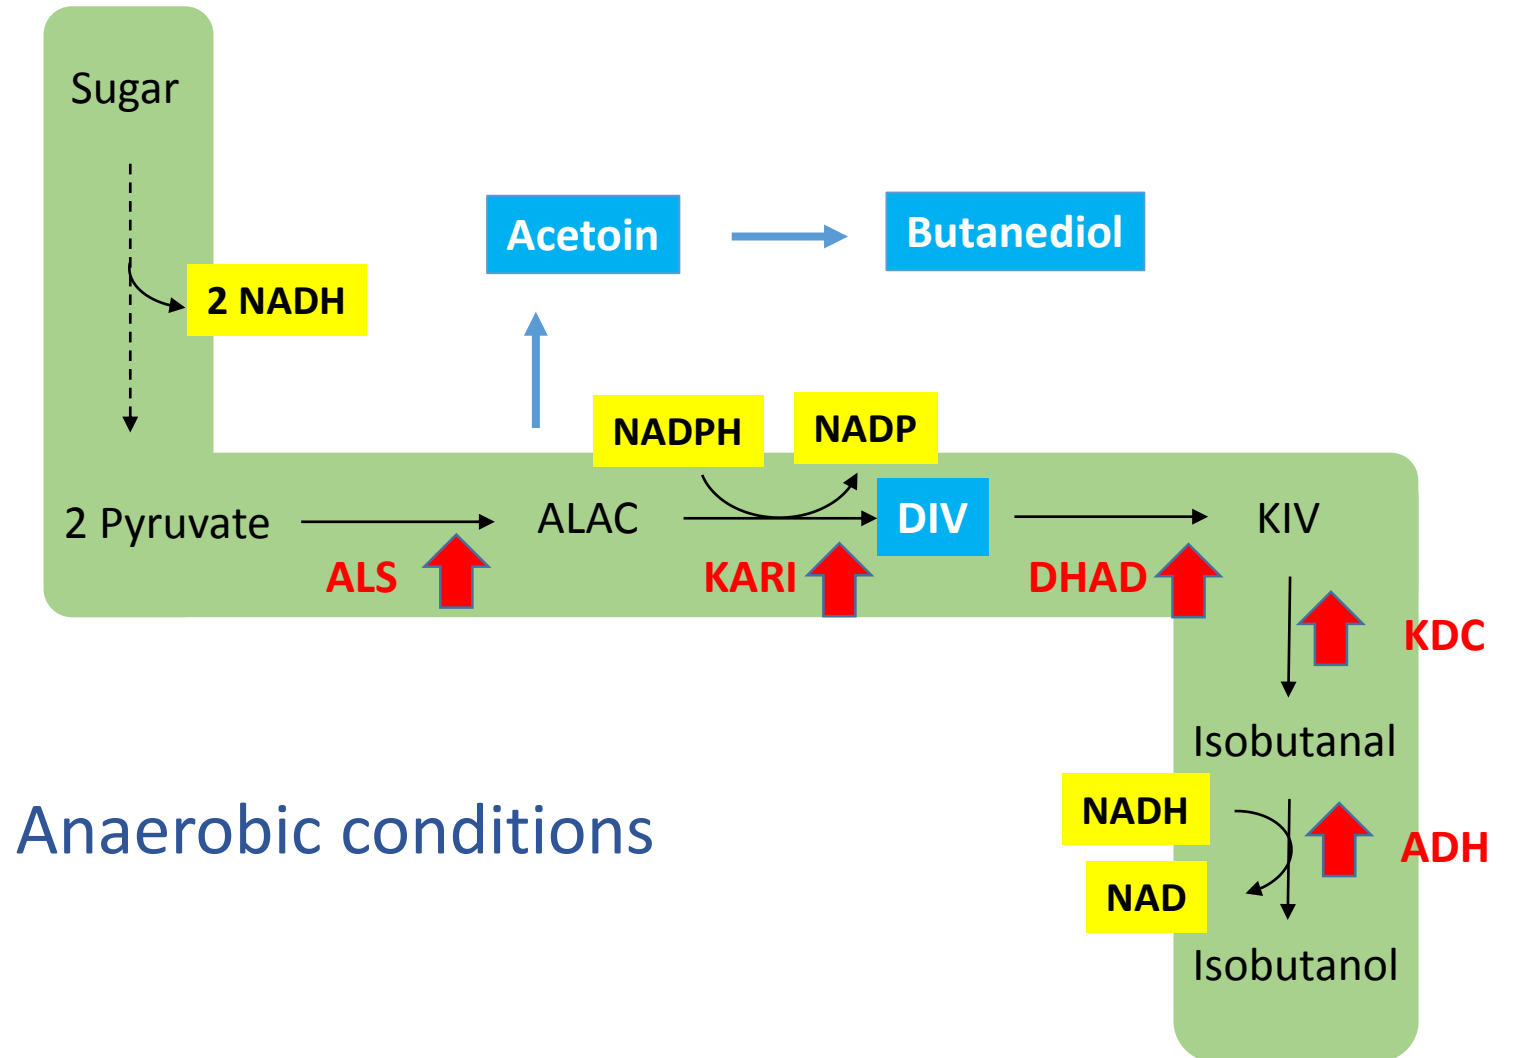 Sugar
Acetoin
Butanediol
2 NADH
NADPH
NADP
2 Pyruvate
ALAC
DIV
KIV
ALS
KARI
DHAD
KDC
Isobutanal
NADH
Anaerobic conditions
ADH
NAD
Isobutanol